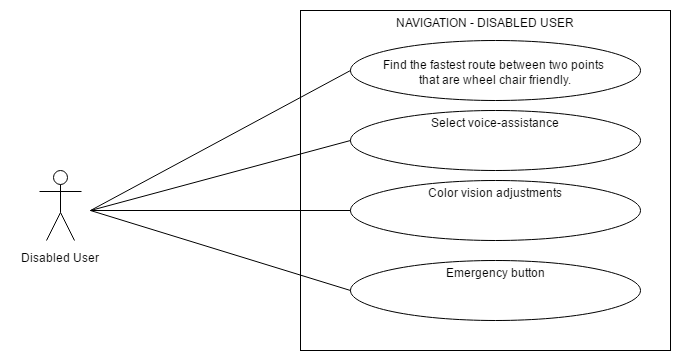 NAVIGATION - DISABLED USER
Find the fastest route between two points
that are wheel chair friendly.
Select voice-assistance
Color vision adjustments
Emergency button
Disabled User